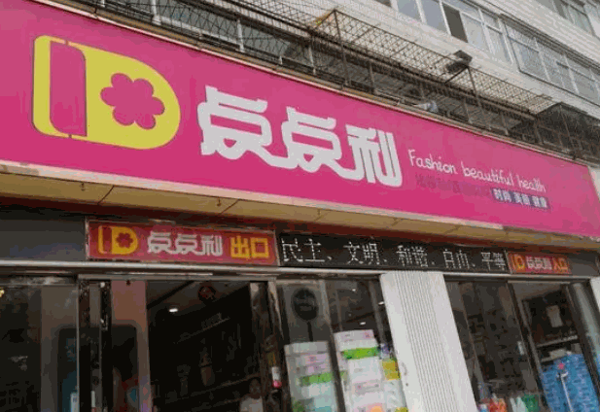 点点利
Fashion beautiful health
时尚 美丽 健康
点点利 出口
民主、文明、和谐、自由、平等
点点利 入口